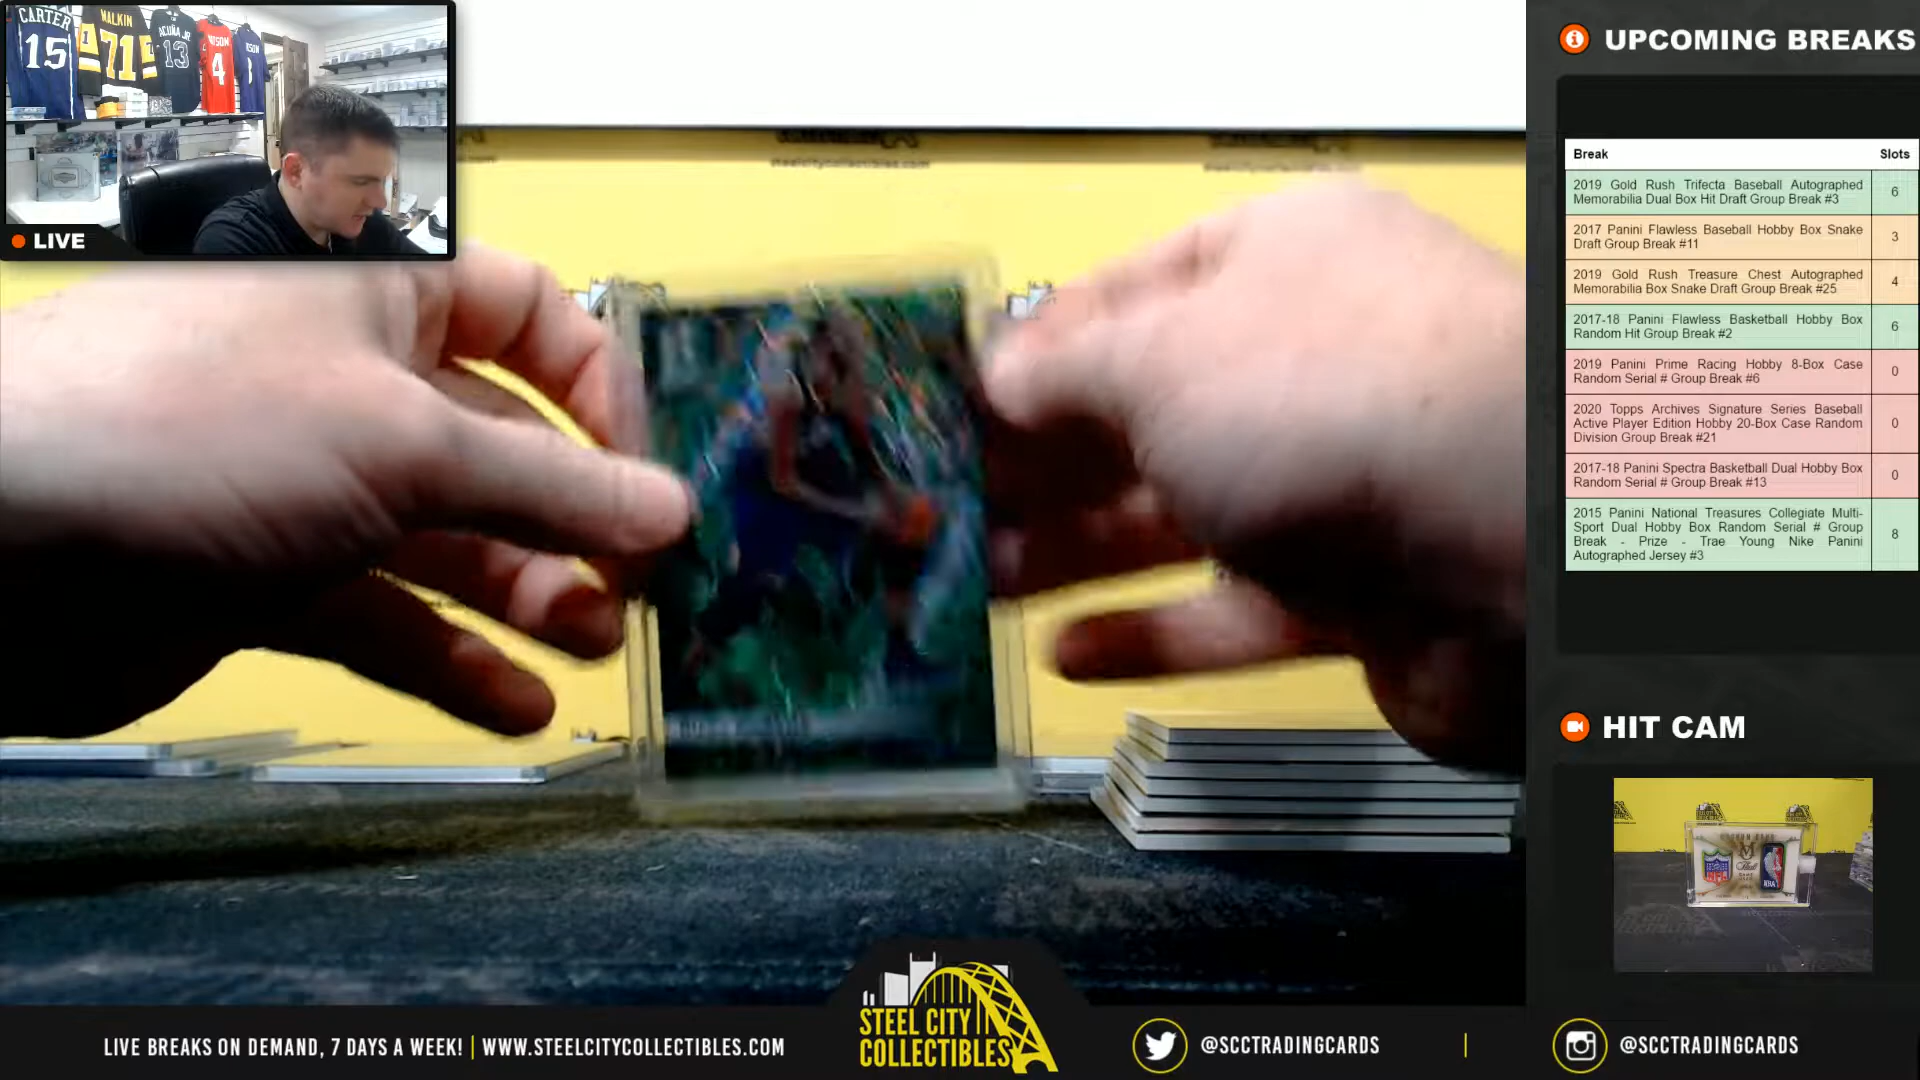 CARTER
15
MALKIN
71
ACUÑA JR
13
4
LIVE
steelcitycollectibles.com
UPCOMING BREAKS
Break Slots
2019 Gold Rush Trifecta Baseball Autographed
Memorabilia Dual Box Hit Draft Group Break #3
6
2017 Panini Flawless Baseball Hobby Box Snake
Draft Group Break #11
3
2019 Gold Rush Treasure Chest Autographed
Memorabilia Box Snake Draft Group Break #25
4
2017-18 Panini Flawless Basketball Hobby Box
Random Hit Group Break #2
6
2019 Panini Prime Racing Hobby 8-Box Case
Random Serial # Group Break #6
0
2020 Topps Archives Signature Series Baseball
Active Player Edition Hobby 20-Box Case Random
Division Group Break #21
0
2017-18 Panini Spectra Basketball Dual Hobby Box
Random Serial # Group Break #13
0
2015 Panini National Treasures Collegiate Multi-
Sport Dual Hobby Box Random Serial # Group
Break - Prize - Trae Young Nike Panini
Autographed Jersey #3
8
HIT CAM
NFL
NBA
LIVE BREAKS ON DEMAND, 7 DAYS A WEEK! | WWW.STEELCITYCOLLECTIBLES.COM
STEEL CITY
COLLECTIBLES
@SCCTRADINGCARDS
@SCCTRADINGCARDS